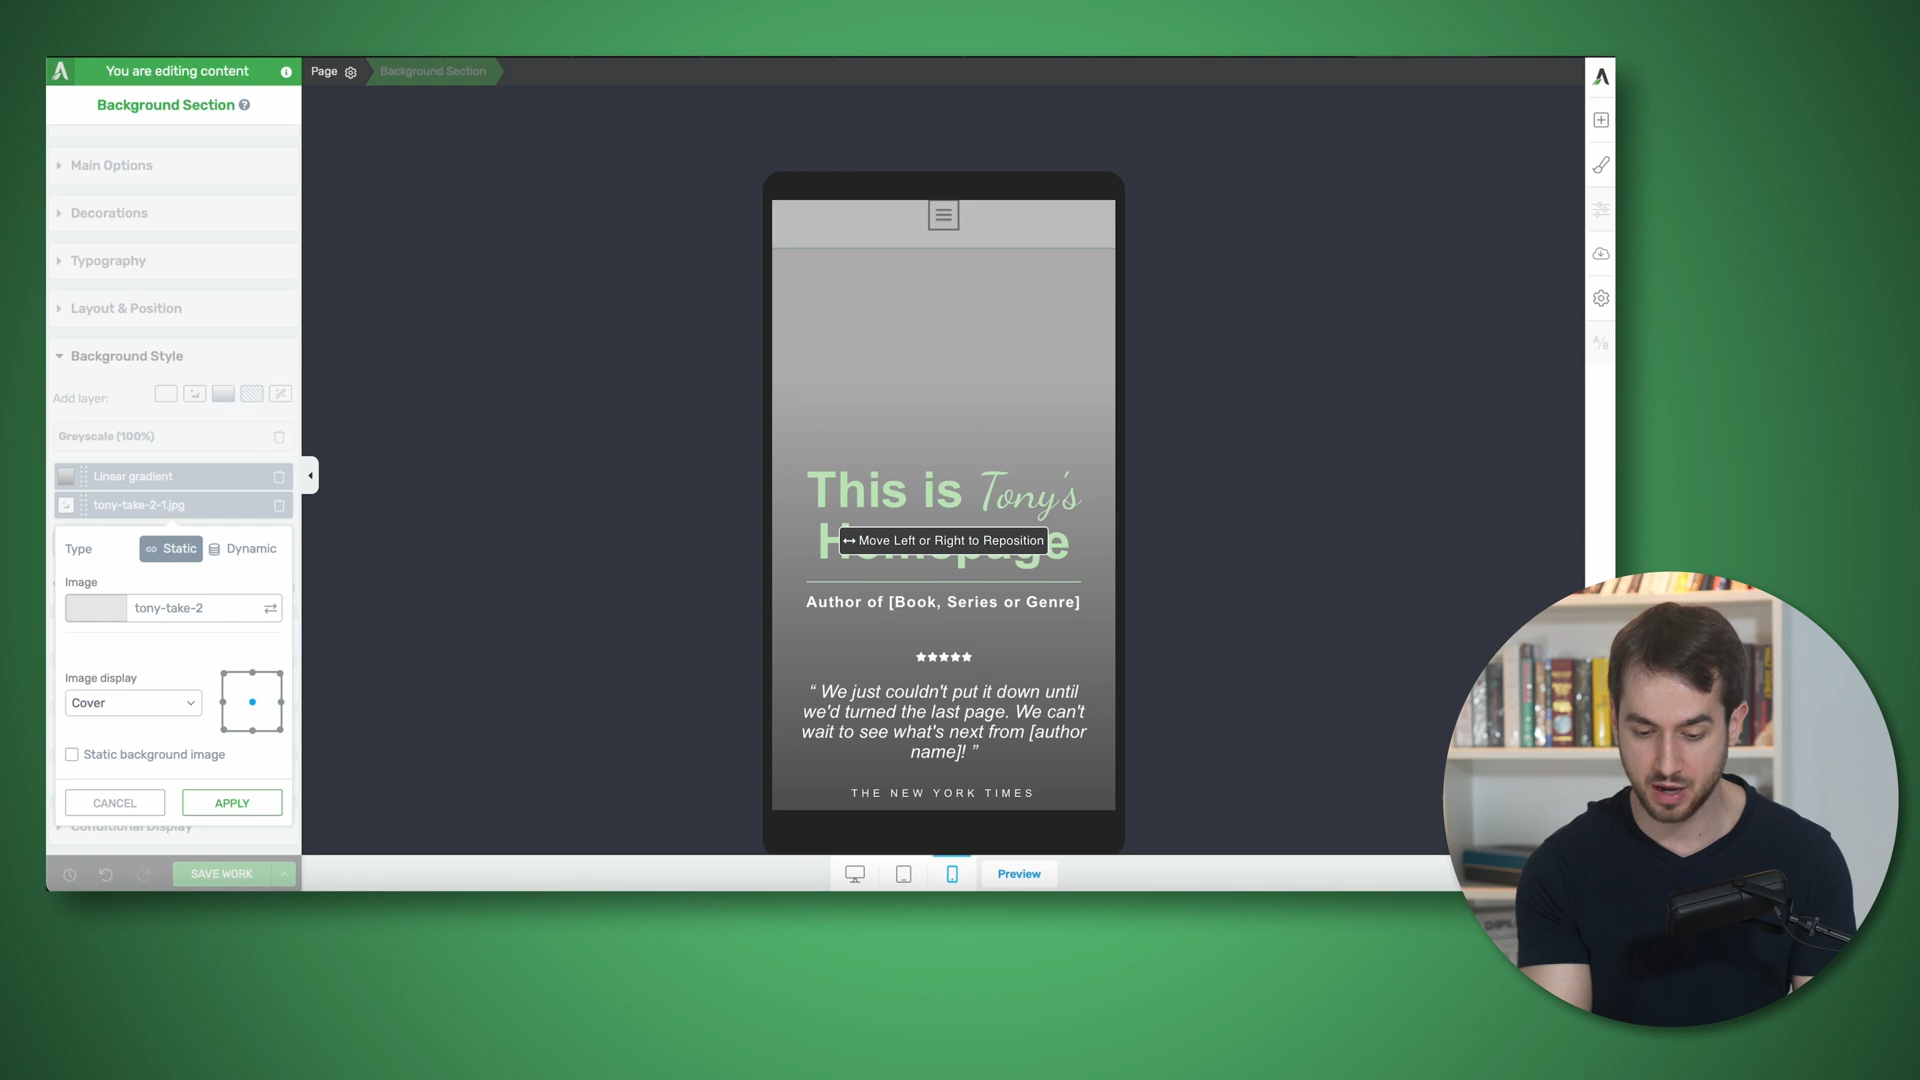 You are editing content
Page
Background Section
Background Section
Main Options
Decorations
Typography
Layout & Position
Background Style
Add layer:
Greyscale (100%)
Linear gradient
tony-take-2-1.jpg
Type
Static
Dynamic
Image
tony-take-2
Image display
Cover
Static background image
CANCEL
APPLY
Conditional Display
SAVE WORK
This is Tony's
Homepage
Move Left or Right to Reposition
Author of [Book, Series or Genre]
★★★★★
“ We just couldn't put it down until
we'd turned the last page. We can't
wait to see what's next from [author
name]! ”
THE NEW YORK TIMES
Preview
A/B